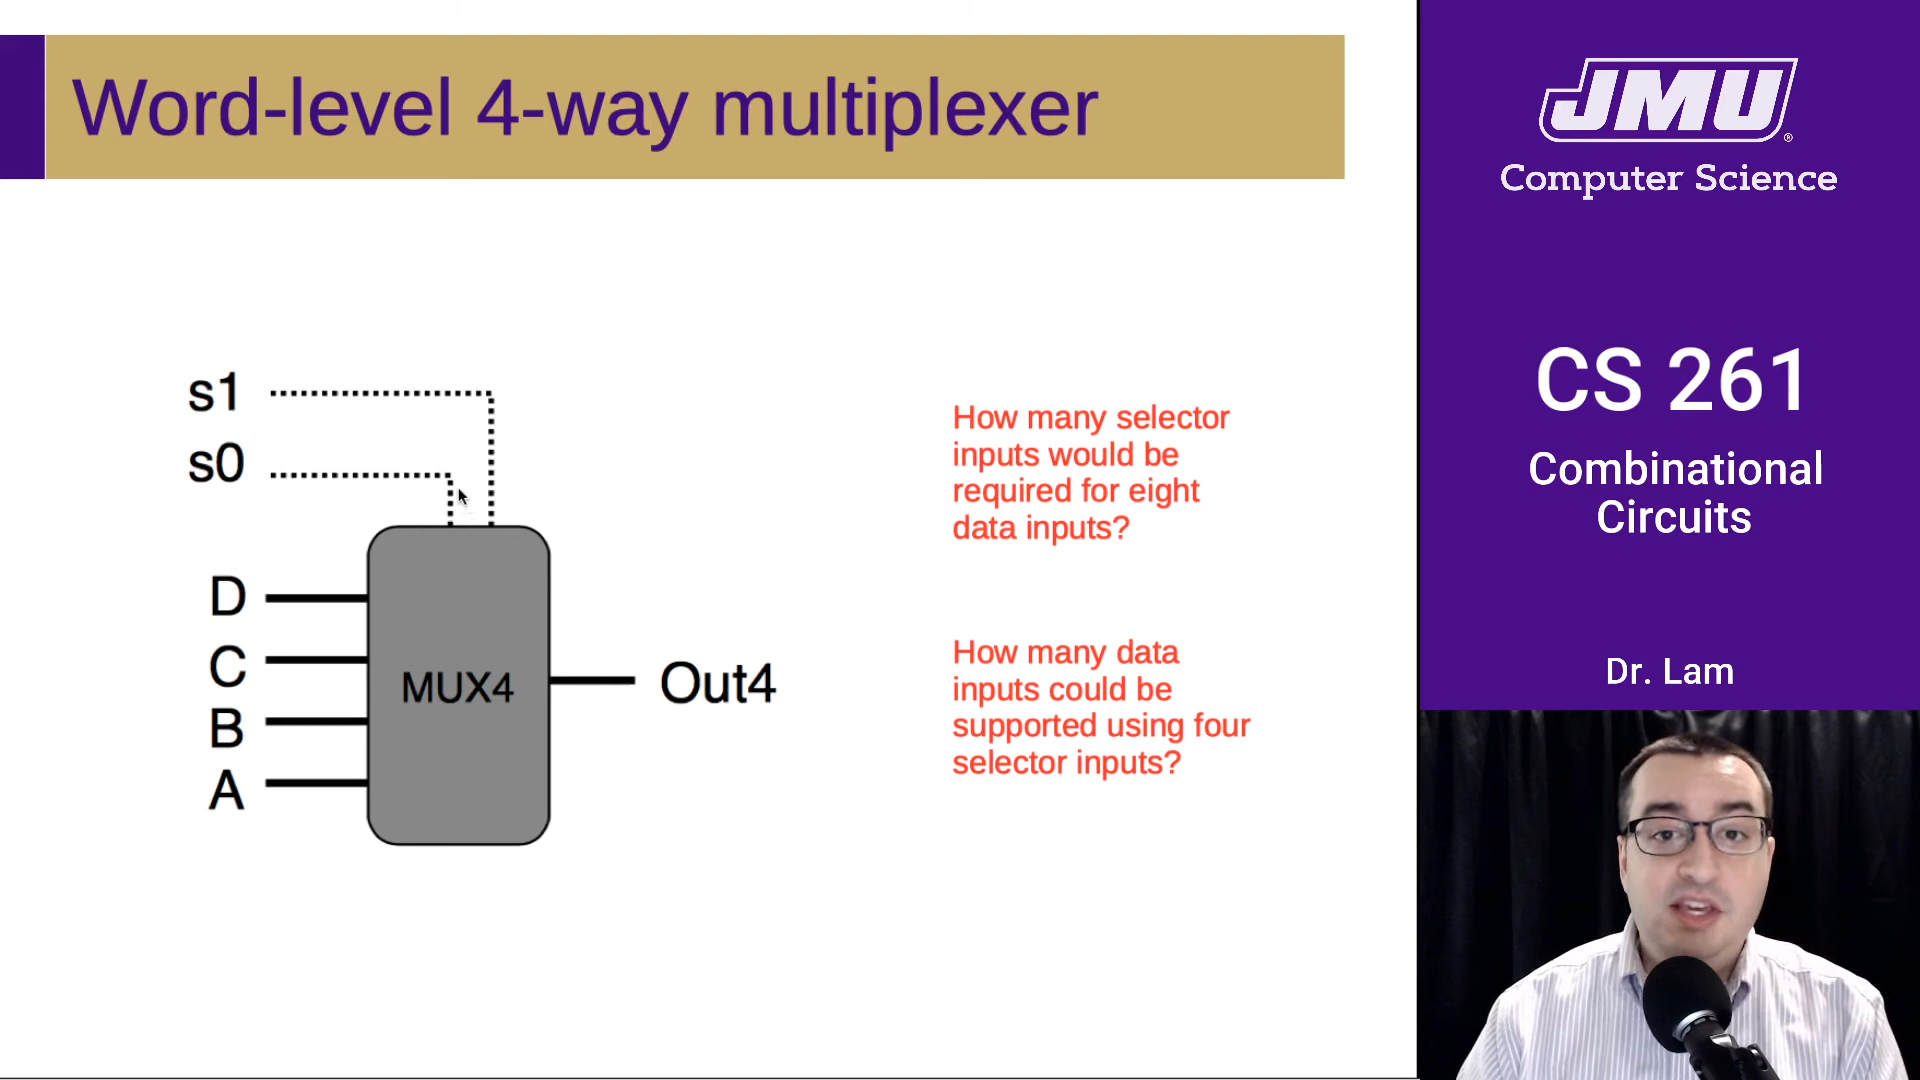 Word-level 4-way multiplexer
s1
s0
D
C
B
A
MUX4
Out4
How many selector
inputs would be
required for eight
data inputs?
How many data
inputs could be
supported using four
selector inputs?
JMU®
Computer Science
CS 261
Combinational
Circuits
Dr. Lam